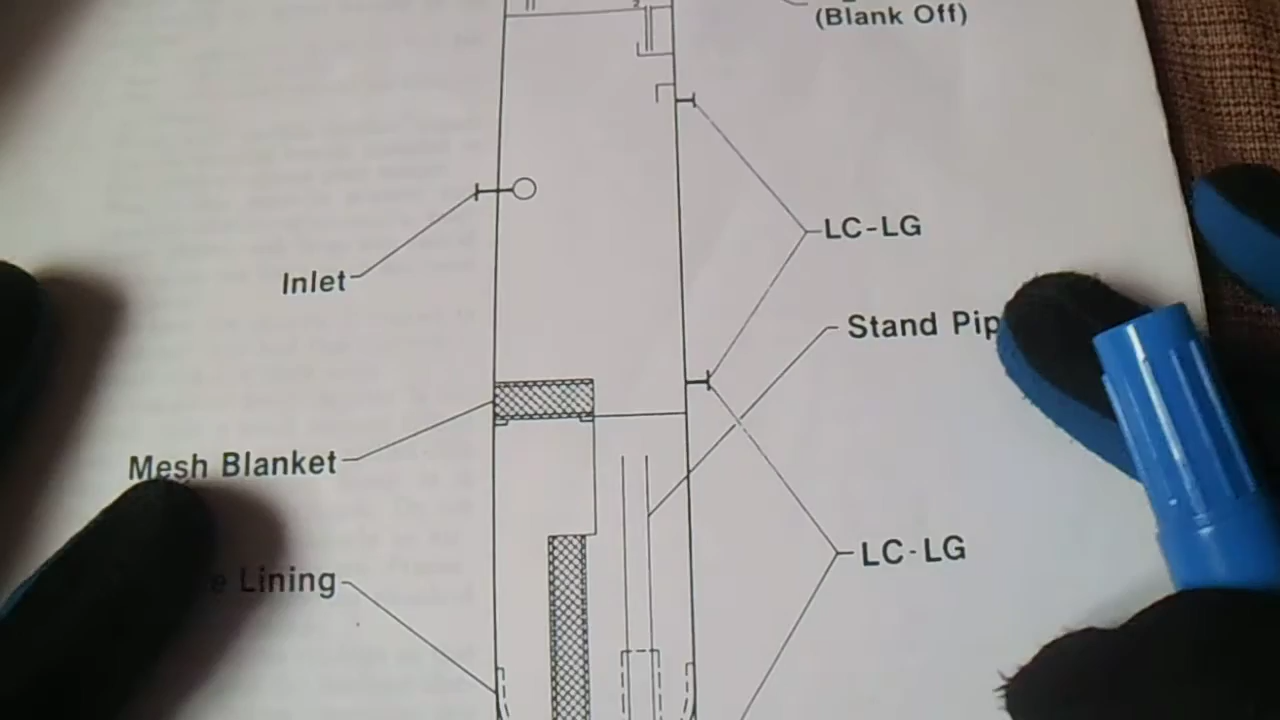 (Blank Off)
LC-LG
Inlet
Stand Pip
Mesh Blanket
LC-LG
Lining